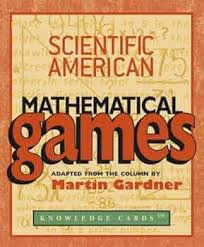 SCIENTIFIC
AMERICAN
MATHEMATICAL
games
ADAPTED FROM THE COLUMN BY
Martin Gardner
KNOWLEDGE CARDS™